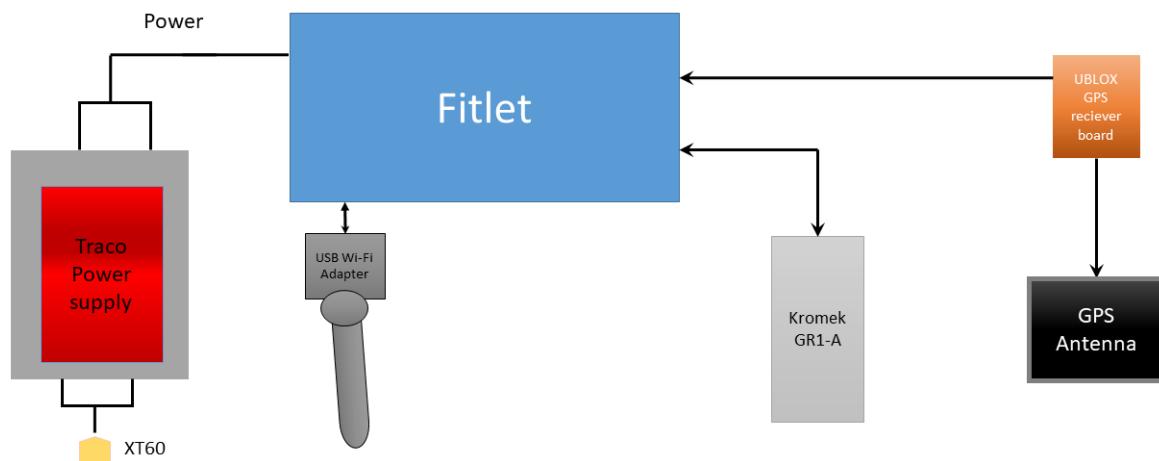 Power
Fitlet
UBLOX
GPS
reciever
board
Traco
Power
supply
USB Wi-Fi
Adapter
Kromek
GR1-A
GPS
Antenna
XT60